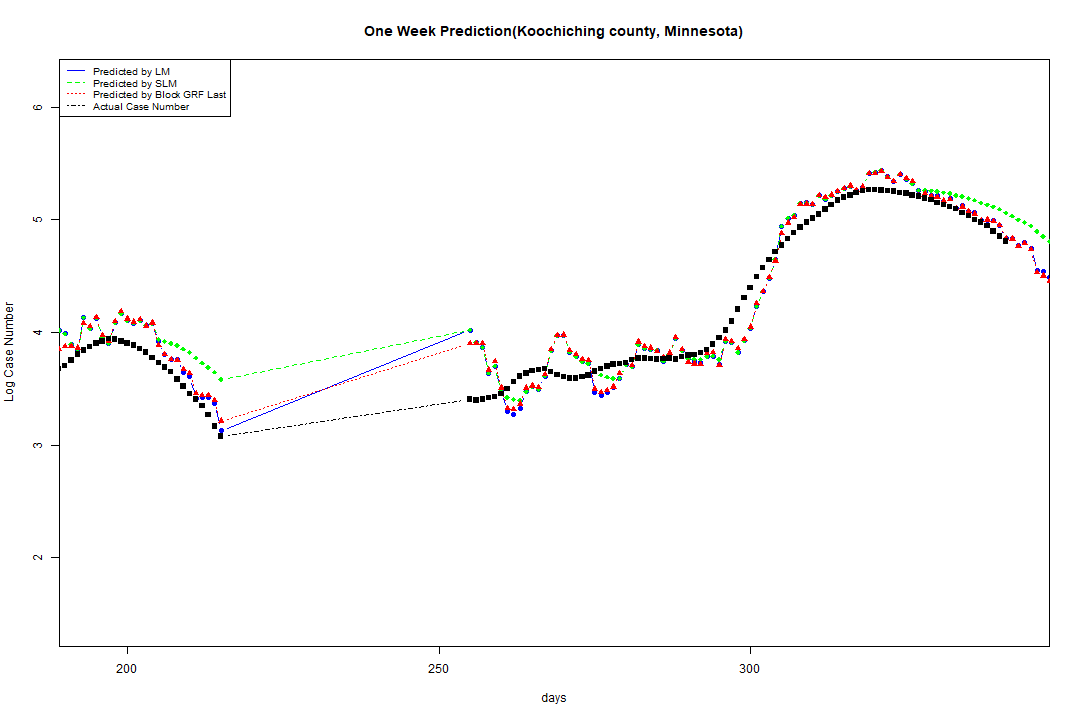 One Week Prediction(Koochiching county, Minnesota)
Predicted by LM
Predicted by SLM
Predicted by Block GRF Last
Actual Case Number
6
5
4
3
2
Log Case Number
200
250
300
days